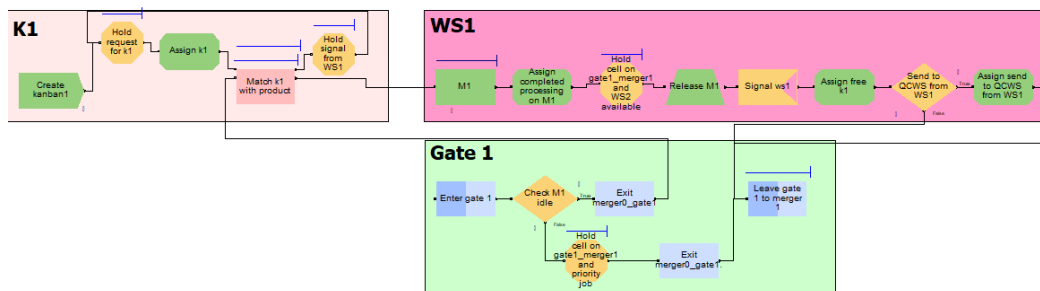 K1
Create
kanban1
Hold
request
for k1
Assign k1
Match k1
with product
Hold
signal
from
WS1
WS1
M1
Assign
completed
processing
on M1
Hold
cell on
gate1_merger1
and
WS2
available
Release M1
Signal ws1
Assign free
k1
Send to
QCWS from
WS1
True
False
Assign send
to QCWS
from WS1
Gate 1
Enter gate 1
Check M1
idle
True
False
Exit
merger0_gate1
Hold
cell on
gate1_merger1
and
priority
job
Exit
merger0_gate1.
Leave gate
1 to merger
1